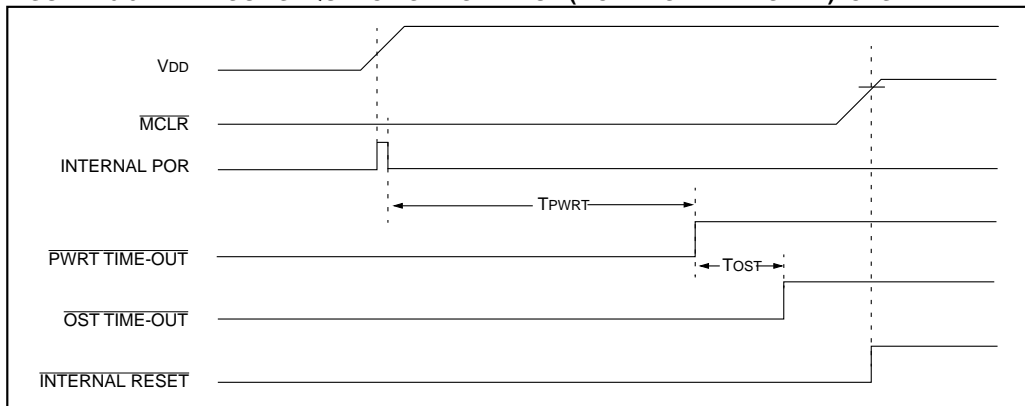 VDD
MCLR
INTERNAL POR
TPWRT
PWRT TIME-OUT
TOST
OST TIME-OUT
INTERNAL RESET